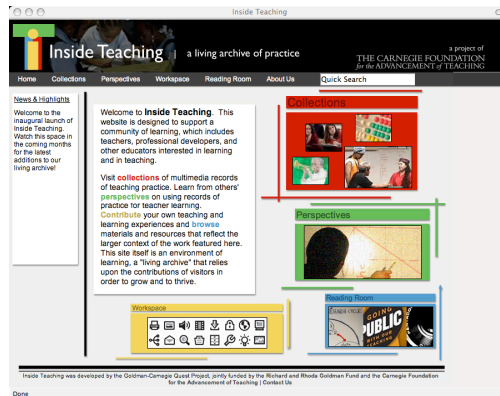 Inside Teaching
Inside Teaching | a living archive of practice
a project of
THE CARNEGIE FOUNDATION
for the ADVANCEMENT of TEACHING
Home Collections Perspectives Workspace Reading Room About Us Quick Search
News & Highlights
Welcome to the
inaugural launch of
Inside Teaching.
Watch this space in
the coming months
for the latest
additions to our
living archive!
Welcome to Inside Teaching. This
website is designed to support a
community of learning, which includes
teachers, professional developers, and
other educators interested in learning
and in teaching.
Visit collections of multimedia records
of teaching practice. Learn from others'
perspectives on using records of
practice for teacher learning.
Contribute your own teaching and
learning experiences and browse
materials and resources that reflect the
larger context of the work featured here.
This site itself is an environment of
learning, a "living archive" that relies
upon the contributions of visitors in
order to grow and to thrive.
Collections
Perspectives
Reading Room
GOING
PUBLIC
WITH OUR
TEACHING
Workspace
Inside Teaching was developed by the Goldman-Carnegie Quest Project, jointly funded by the Richard and Rhoda Goldman Fund and the Carnegie Foundation
for the Advancement of Teaching | Contact Us
Done